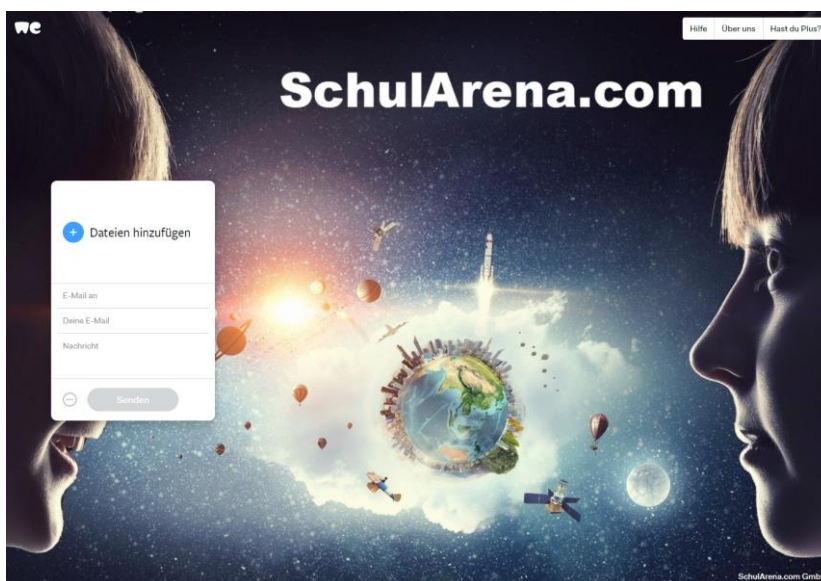 we
Hilfe Über uns Hast du Plus?
SchulArena.com
Dateien hinzufügen
E-Mail an
Deine E-Mail
Nachricht
Senden
SchulArena.com Gmb